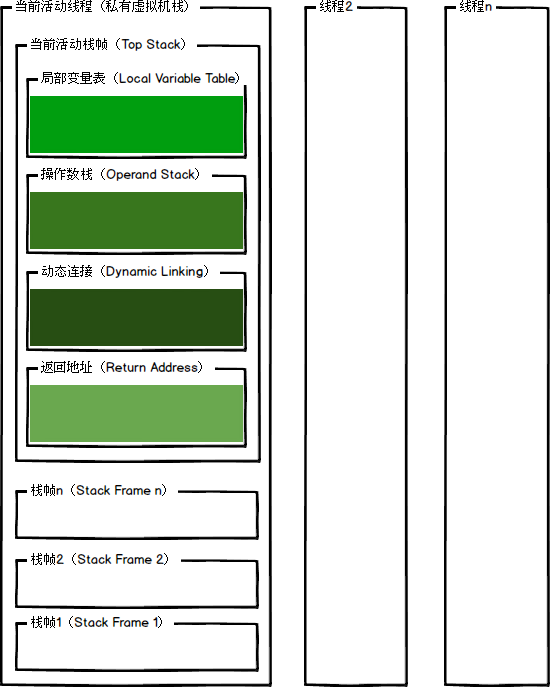 当前活动线程（私有虚拟机栈）
线程2
线程n
当前活动栈帧（Top Stack）
局部变量表（Local Variable Table）
操作数栈（Operand Stack）
动态连接（Dynamic Linking）
返回地址（Return Address）
栈帧n（Stack Frame n）
栈帧2（Stack Frame 2）
栈帧1（Stack Frame 1）